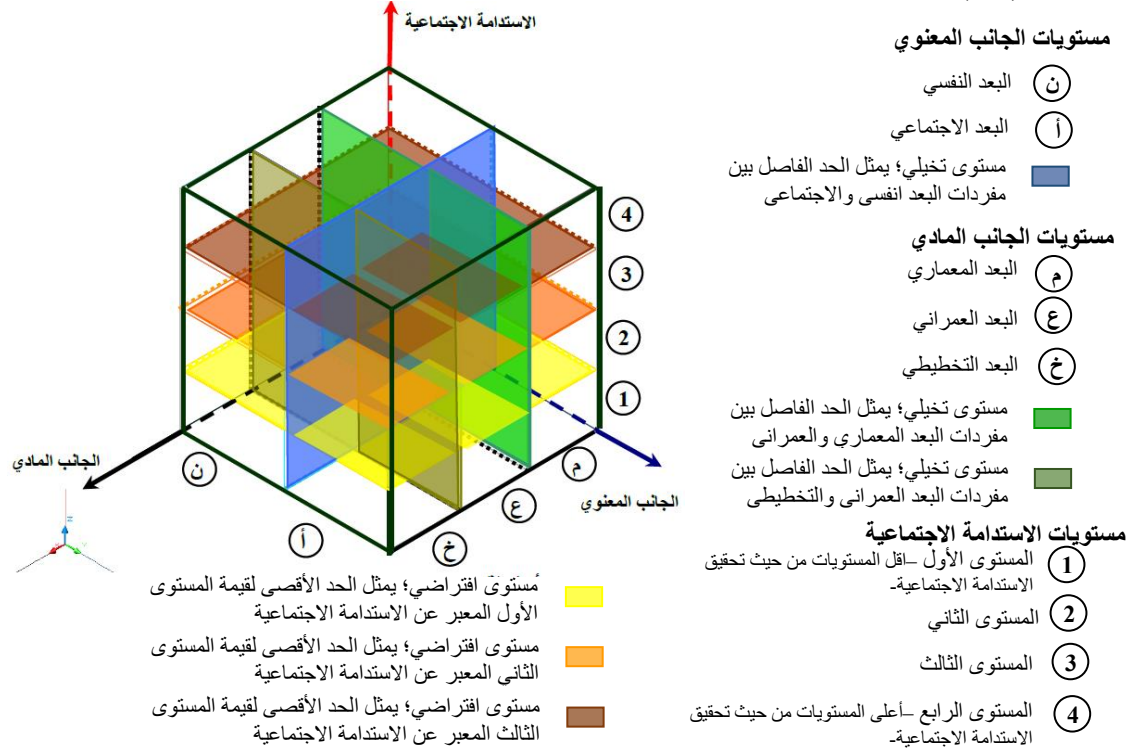 الاستدامة الاجتماعية
مستويات الجانب المعنوي
ن
البعد النفسي
أ
البعد الاجتماعي
مستوى تخيلي؛ يمثل الحد الفاصل بين
مفردات البعد انفسى والاجتماعى
مستويات الجانب المادي
م
البعد المعماري
ع
البعد العمراني
خ
البعد التخطيطي
مستوى تخيلي؛ يمثل الحد الفاصل بين
مفردات البعد المعماري والعمرانى
مستوى تخيلي؛ يمثل الحد الفاصل بين
مفردات البعد العمرانى والتخطيطى
مستويات الاستدامة الاجتماعية
1
المستوى الأول –اقل المستويات من حيث تحقيق
الاستدامة الاجتماعية-
2
المستوى الثاني
3
المستوى الثالث
4
المستوى الرابع –أعلى المستويات من حيث تحقيق
الاستدامة الاجتماعية-
4
3
2
1
الجانب المادي
الجانب المعنوي
ن
أ
خ
ع
م
مستوى افتراضي؛ يمثل الحد الأقصى لقيمة المستوى
الأول المعبر عن الاستدامة الاجتماعية
مستوى افتراضي؛ يمثل الحد الأقصى لقيمة المستوى
الثانى المعبر عن الاستدامة الاجتماعية
مستوى افتراضي؛ يمثل الحد الأقصى لقيمة المستوى
الثالث المعبر عن الاستدامة الاجتماعية